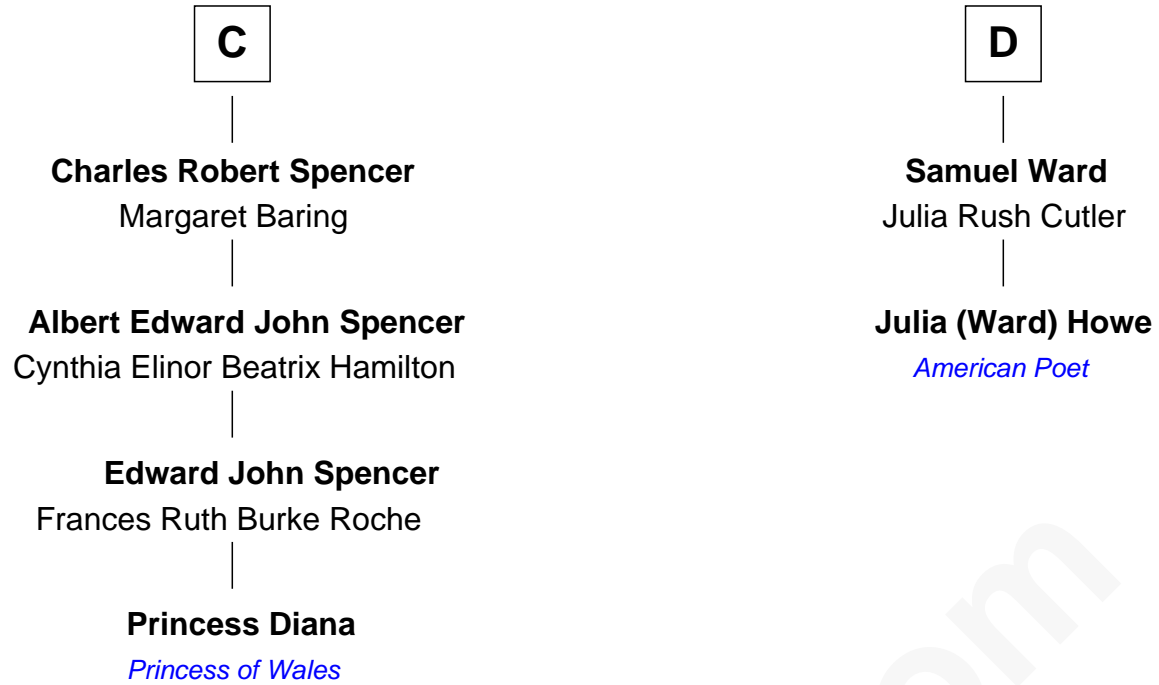 C
Charles Robert Spencer
Margaret Baring
Albert Edward John Spencer
Cynthia Elinor Beatrix Hamilton
Edward John Spencer
Frances Ruth Burke Roche
Princess Diana
Princess of Wales
D
Samuel Ward
Julia Rush Cutler
Julia (Ward) Howe
American Poet
om